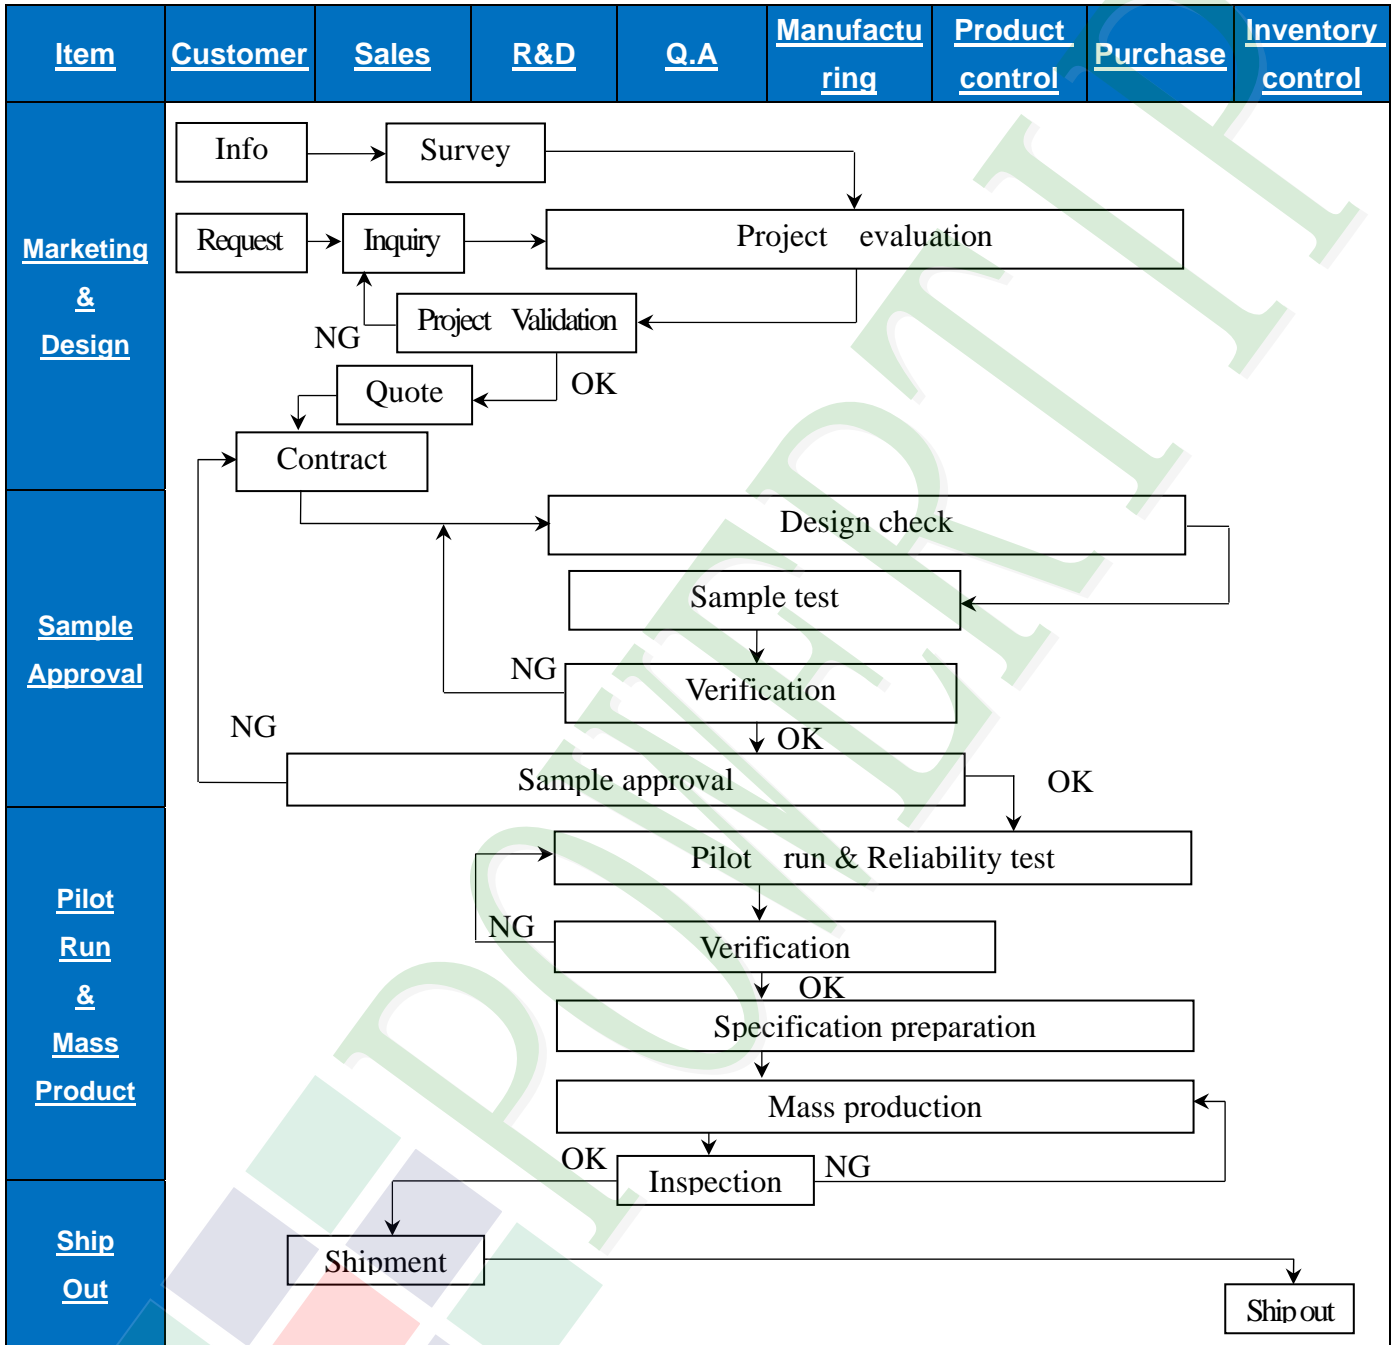 Item
Customer
Sales
R&D
Q.A
Manufactu
ring
Product
control
Purchase
Inventory
control
Marketing
&
Design
Info
Survey
Request
Inquiry
Project evaluation
NG
Project Validation
Quote
OK
Contract
Sample
Approval
Design check
Sample test
NG
Verification
NG
OK
Sample approval
OK
Pilot
Run
&
Mass
Product
Pilot run & Reliability test
NG
Verification
OK
Specification preparation
Mass production
OK
Inspection
NG
Ship
Out
Shipment
Ship out
POWERTIP